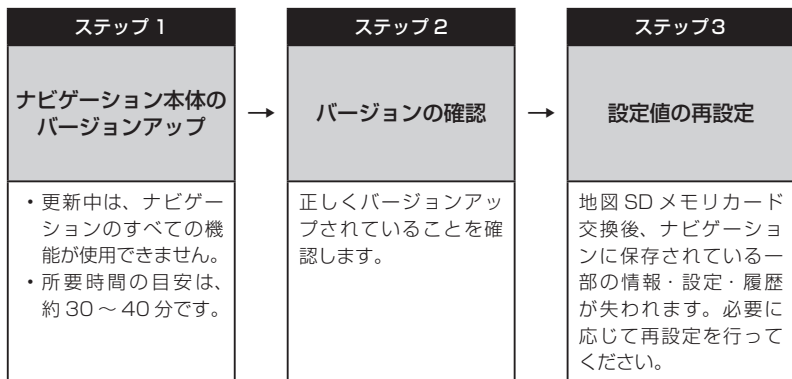 ステップ 1
ナビゲーション本体の
バージョンアップ
・更新中は、ナビゲー
ションのすべての機
能が使用できません。
・所要時間の目安は、
約 30 ～ 40 分です。
→
ステップ 2
バージョンの確認
正しくバージョンアッ
プされていることを確
認します。
→
ステップ3
設定値の再設定
地図 SD メモリカード
交換後、ナビゲーショ
ンに保存されている一
部の情報・設定・履歴
が失われます。必要に
応じて再設定を行って
ください。